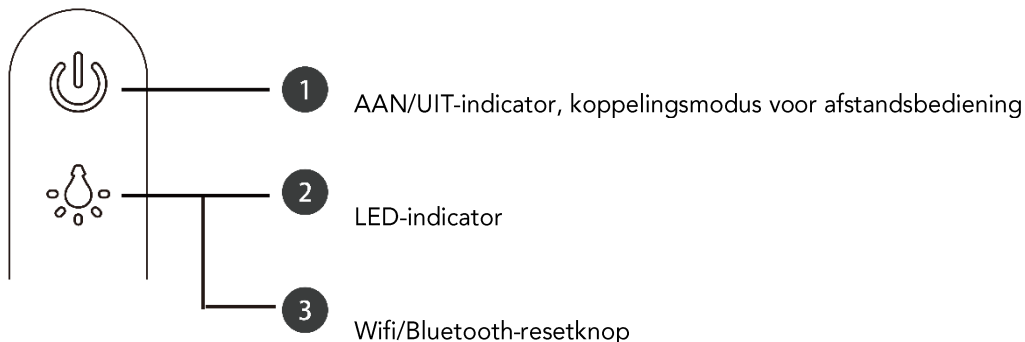 1
AAN/UIT-indicator, koppelingsmodus voor afstandsbediening
2
LED-indicator
3
Wifi/Bluetooth-resetknop